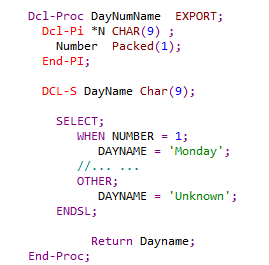 Dcl-Proc DayNumName  EXPORT;
  Dcl-Pi *N CHAR(9) ;
    Number  Packed(1);
  End-PI;

  DCL-S DayName Char(9);

    SELECT;
       WHEN NUMBER = 1;
          DAYNAME = 'Monday';
       //... ...
       OTHER;
          DAYNAME = 'Unknown';
    ENDSL;

         Return Dayname;
End-Proc;